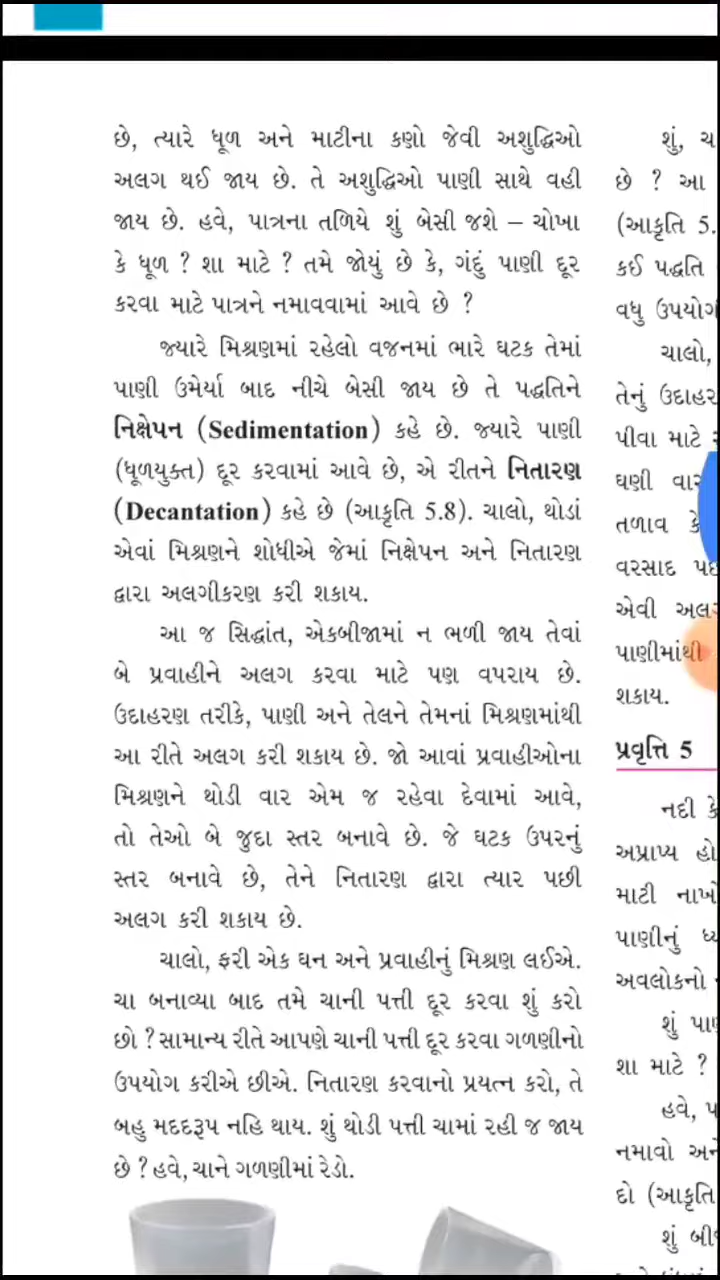 છે, ત્યારે ધૂળ અને માટીના કણો જેવી અશુદ્ધિઓ
અલગ થઈ જાય છે. તે અશુદ્ધિઓ પાણી સાથે વહી
જાય છે. હવે, પાત્રના તળિયે શું બેસી જશે – ચોખા
કે ધૂળ ? શા માટે ? તમે જોયું છે કે, ગંદું પાણી દૂર
કરવા માટે પાત્રને નમાવવામાં આવે છે ?
જ્યારે મિશ્રણમાં રહેલો વજનમાં ભારે ઘટક તેમાં
પાણી ઉમેર્યા બાદ નીચે બેસી જાય છે તે પદ્ધતિને
નિક્ષેપન (Sedimentation) કહે છે. જ્યારે પાણી
(ધૂળયુક્ત) દૂર કરવામાં આવે છે, એ રીતને નિતારણ
(Decantation) કહે છે (આકૃતિ 5.8). ચાલો, થોડાં
એવાં મિશ્રણને શોધીએ જેમાં નિક્ષેપન અને નિતારણ
દ્વારા અલગીકરણ કરી શકાય.
આ જ સિદ્ધાંત, એકબીજામાં ન ભળી જાય તેવાં
બે પ્રવાહીને અલગ કરવા માટે પણ વપરાય છે.
ઉદાહરણ તરીકે, પાણી અને તેલને તેમનાં મિશ્રણમાંથી
આ રીતે અલગ કરી શકાય છે. જો આવાં પ્રવાહીઓના
મિશ્રણને થોડી વાર એમ જ રહેવા દેવામાં આવે,
તો તેઓ બે જુદા સ્તર બનાવે છે. જે ઘટક ઉપરનું
સ્તર બનાવે છે, તેને નિતારણ દ્વારા ત્યાર પછી
અલગ કરી શકાય છે.
ચાલો, ફરી એક ઘન અને પ્રવાહીનું મિશ્રણ લઈએ.
ચા બનાવ્યા બાદ તમે ચાની પત્તી દૂર કરવા શું કરો
છો ? સામાન્ય રીતે આપણે ચાની પત્તી દૂર કરવા ગળણીનો
ઉપયોગ કરીએ છીએ. નિતારણ કરવાનો પ્રયત્ન કરો, તે
બહુ મદદરૂપ નહિ થાય. શું થોડી પત્તી ચામાં રહી જ જાય
છે ? હવે, ચાને ગળણીમાં રેડો.
શું, ચ
છે ? આ
(આકૃતિ 5.
કઈ પદ્ધતિ
વધુ ઉપયોગ
ચાલો,
તેનું ઉદાહર
પીવા માટે
ઘણી વાર
તળાવ કે
વરસાદ પછ
એવી અલગ
પાણીમાંથી
શકાય.
પ્રવૃત્તિ 5
નદી કે
અપ્રાપ્ય હો
માટી નાખો
પાણીનું ધ્
અવલોકનો
શું પાણ
શા માટે ?
હવે, પ
નમાવો અને
દો (આકૃતિ
શું બી